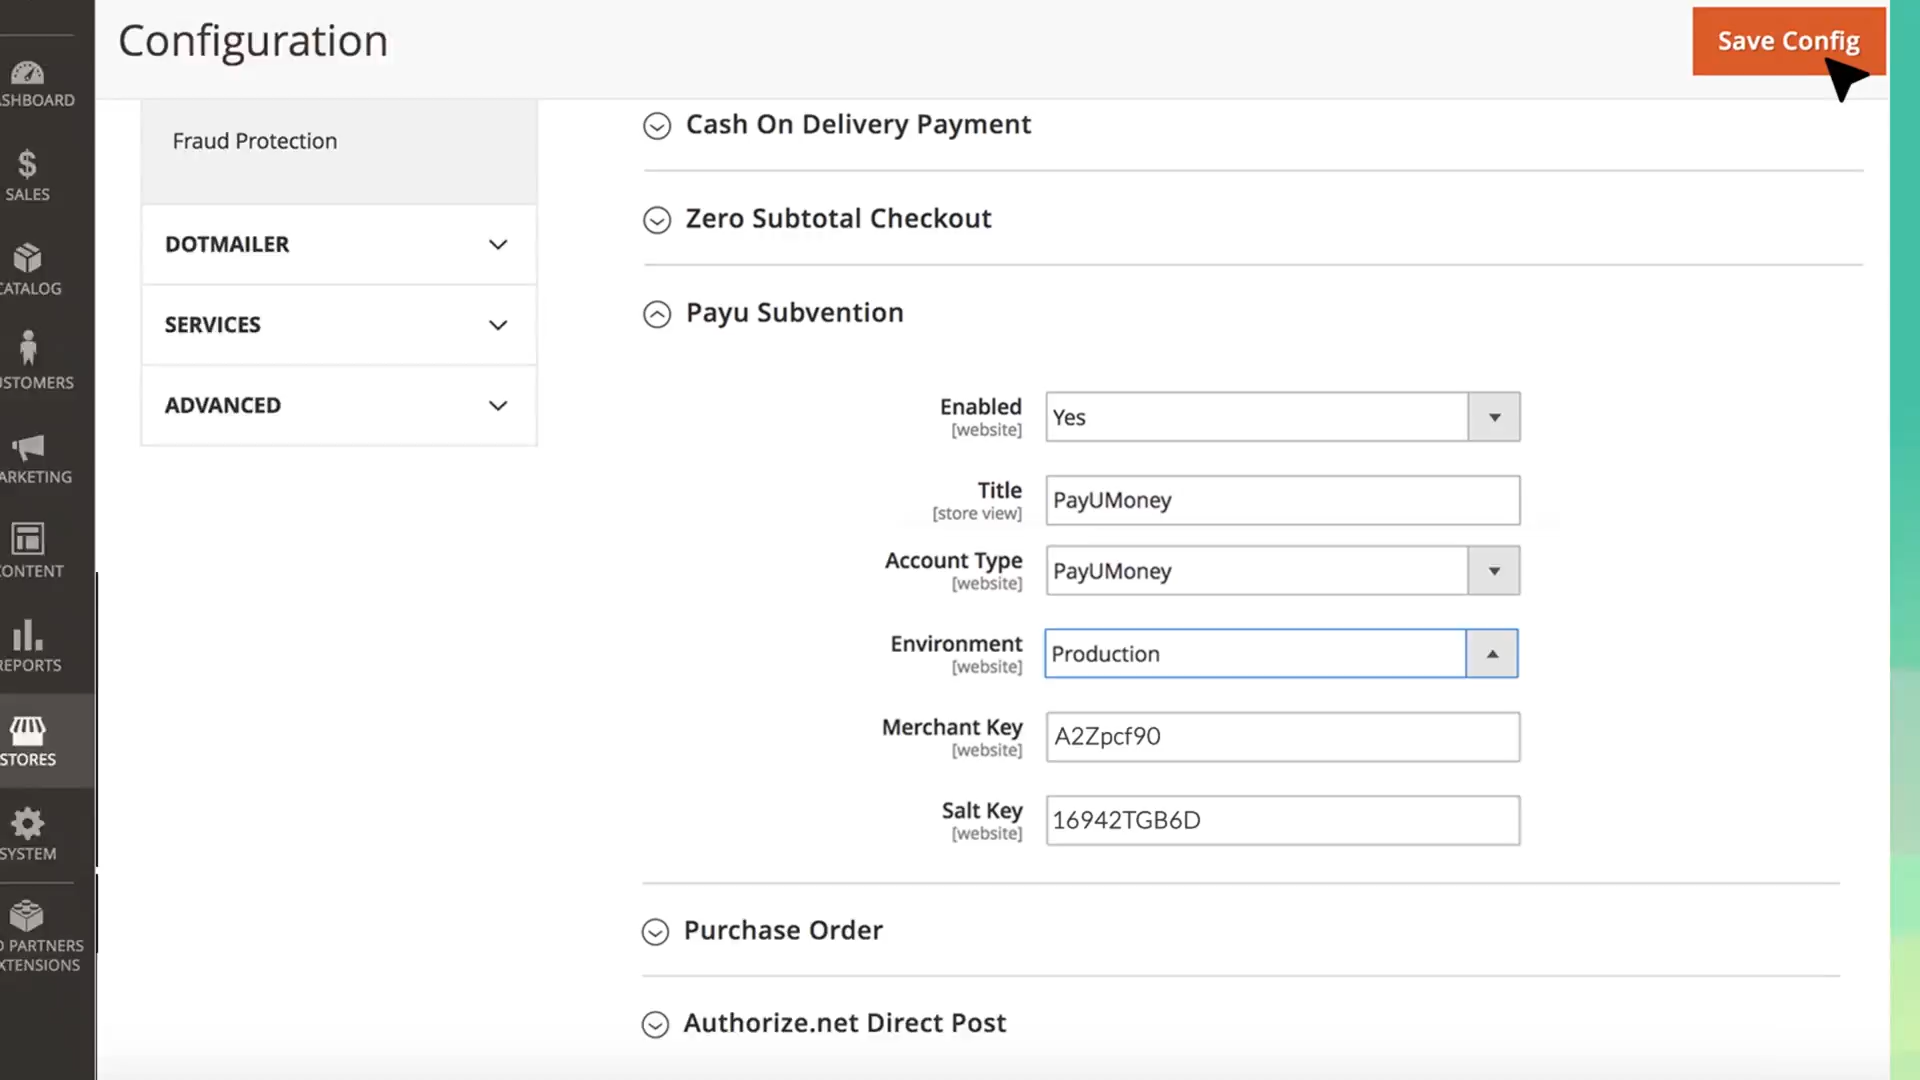 Configuration
Save Config
ASHBOARD
SALES
CATALOG
USTOMERS
ARKETING
ONTENT
REPORTS
STORES
SYSTEM
D PARTNERS
XTENSIONS
Fraud Protection
DOTMAILER
SERVICES
ADVANCED
Cash On Delivery Payment
Zero Subtotal Checkout
Payu Subvention
Enabled
[website]
Yes
Title
[store view]
PayUMoney
Account Type
[website]
PayUMoney
Environment
[website]
Production
Merchant Key
[website]
A2Zpcf90
Salt Key
[website]
16942TGB6D
Purchase Order
Authorize.net Direct Post